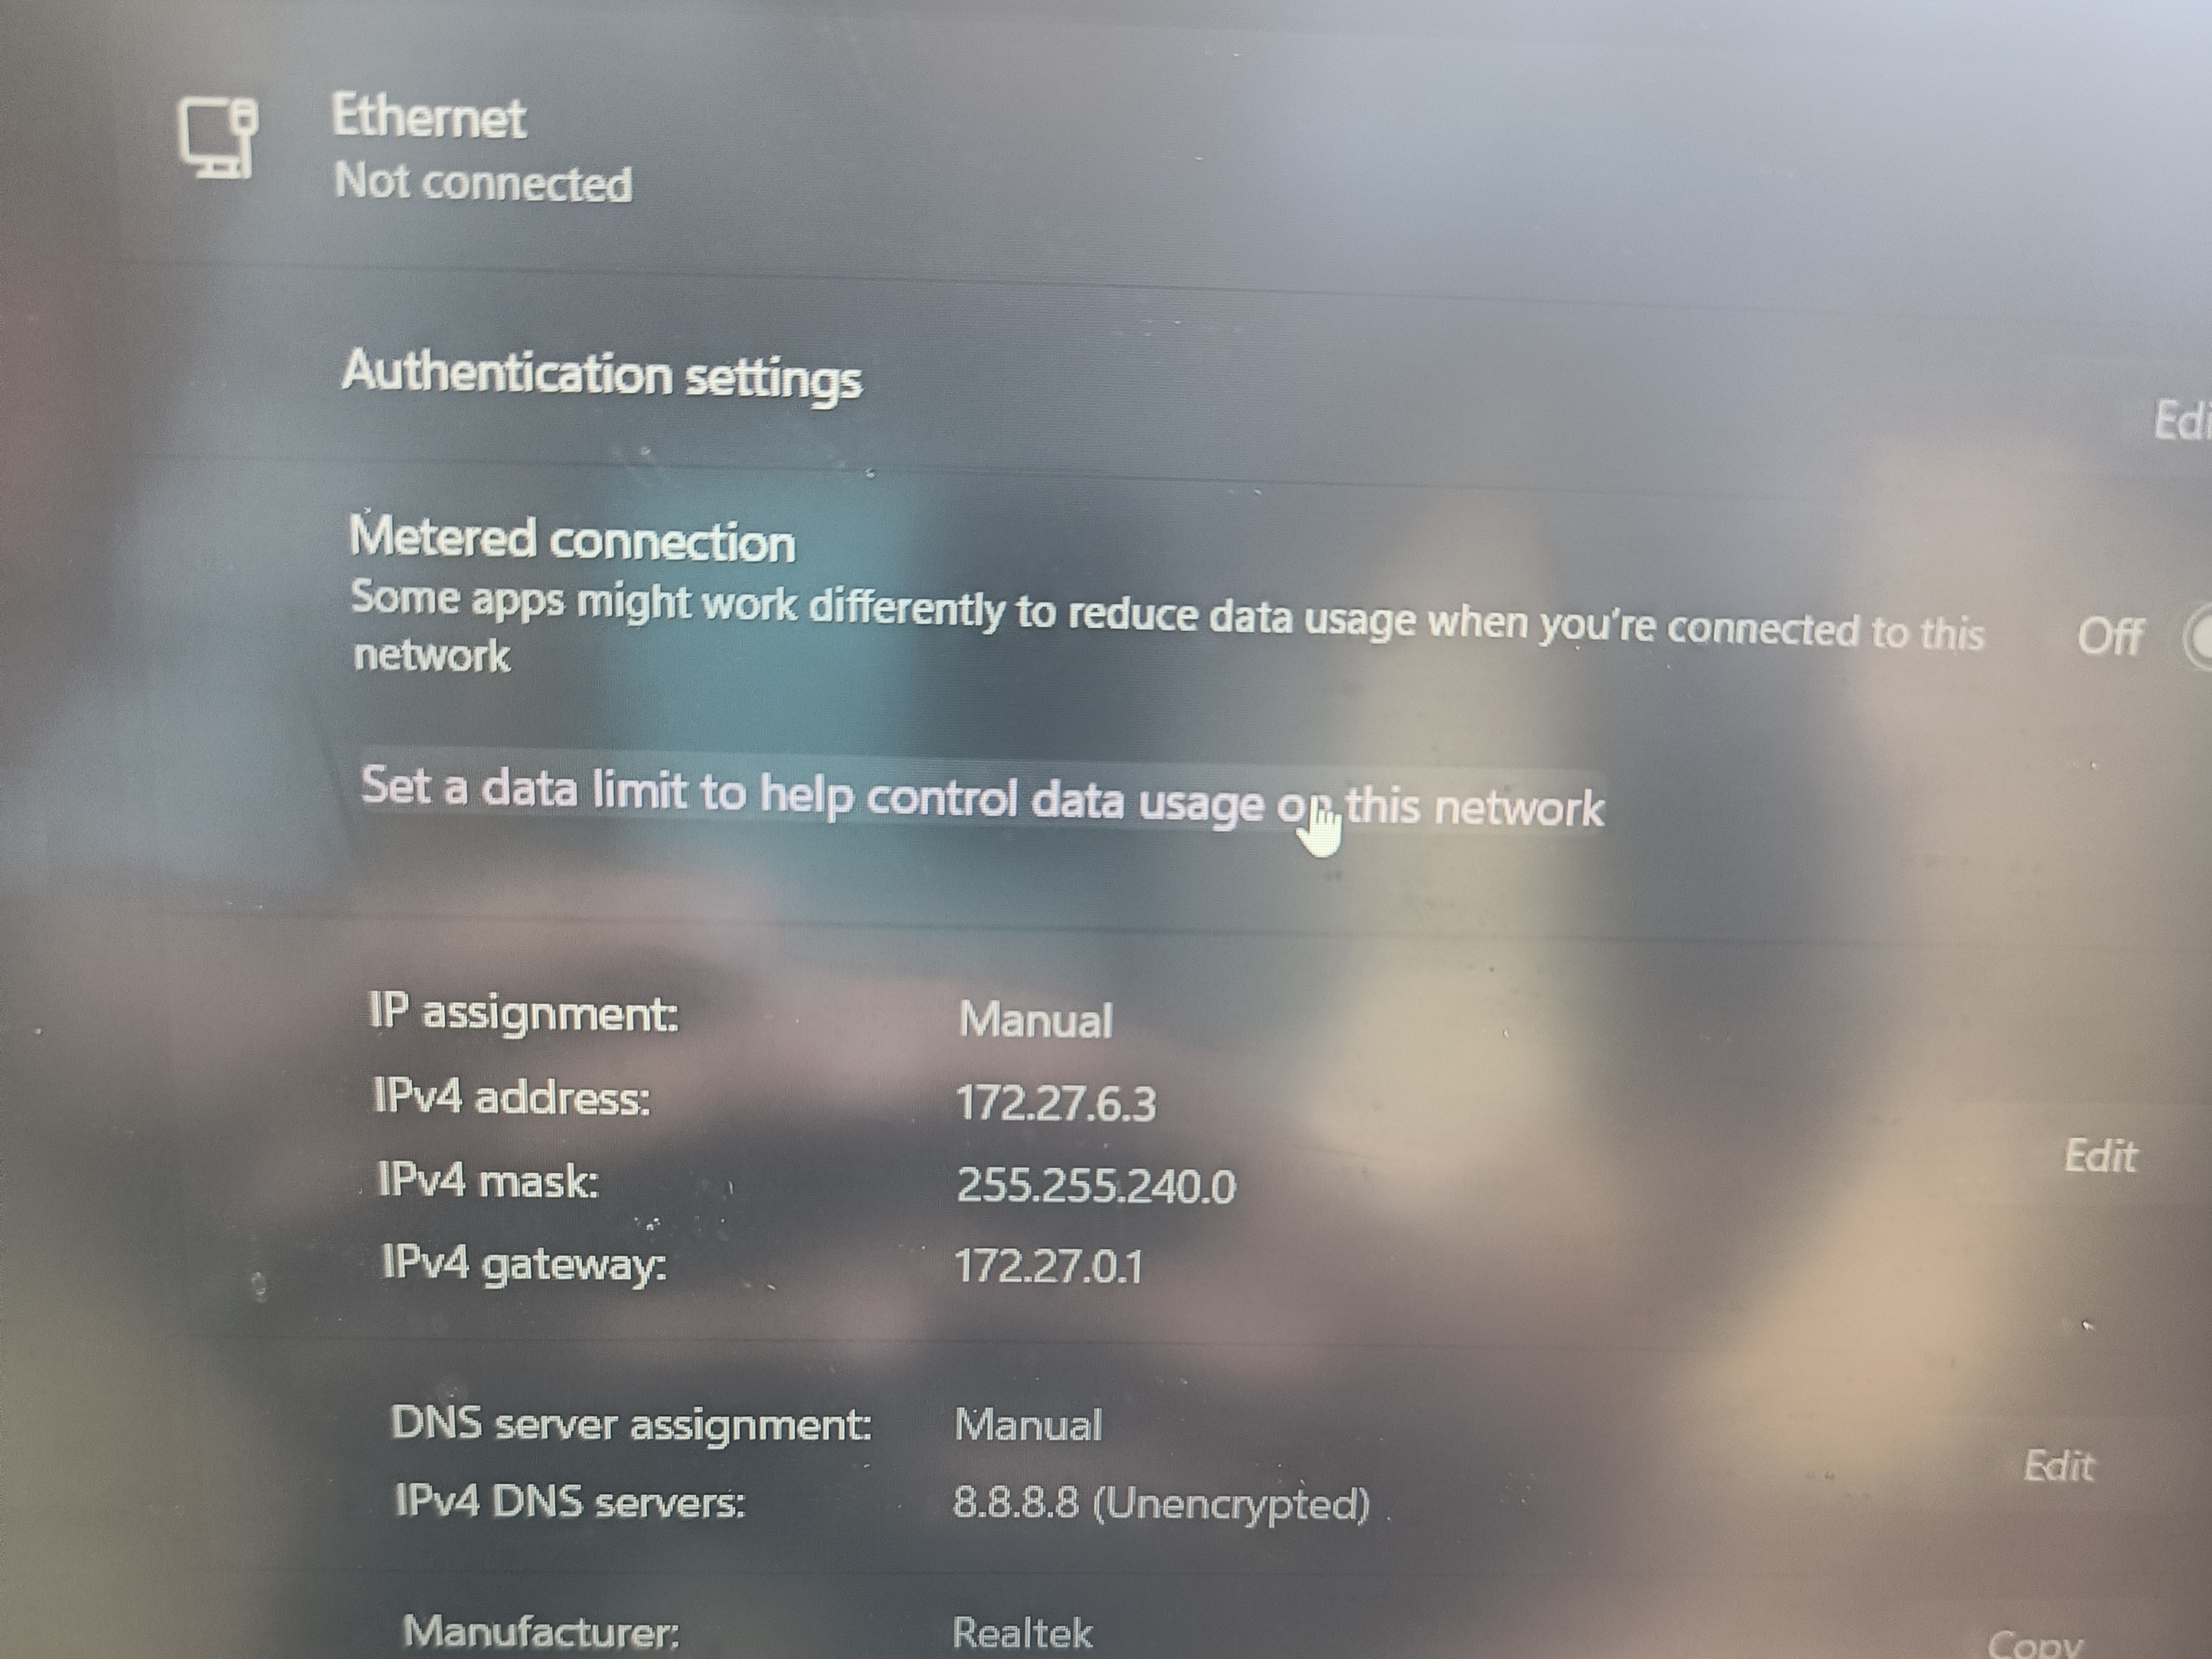 Ethernet
Not connected
Authentication settings
Edi
Metered connection
Some apps might work differently to reduce data usage when you're connected to this
network
Off
Set a data limit to help control data usage on this network
IP assignment: Manual
IPv4 address: 172.27.6.3
IPv4 mask: 255.255.240.0
IPv4 gateway: 172.27.0.1
Edit
DNS server assignment: Manual
IPv4 DNS servers: 8.8.8.8 (Unencrypted)
Edit
Manufacturer: Realtek
Copy